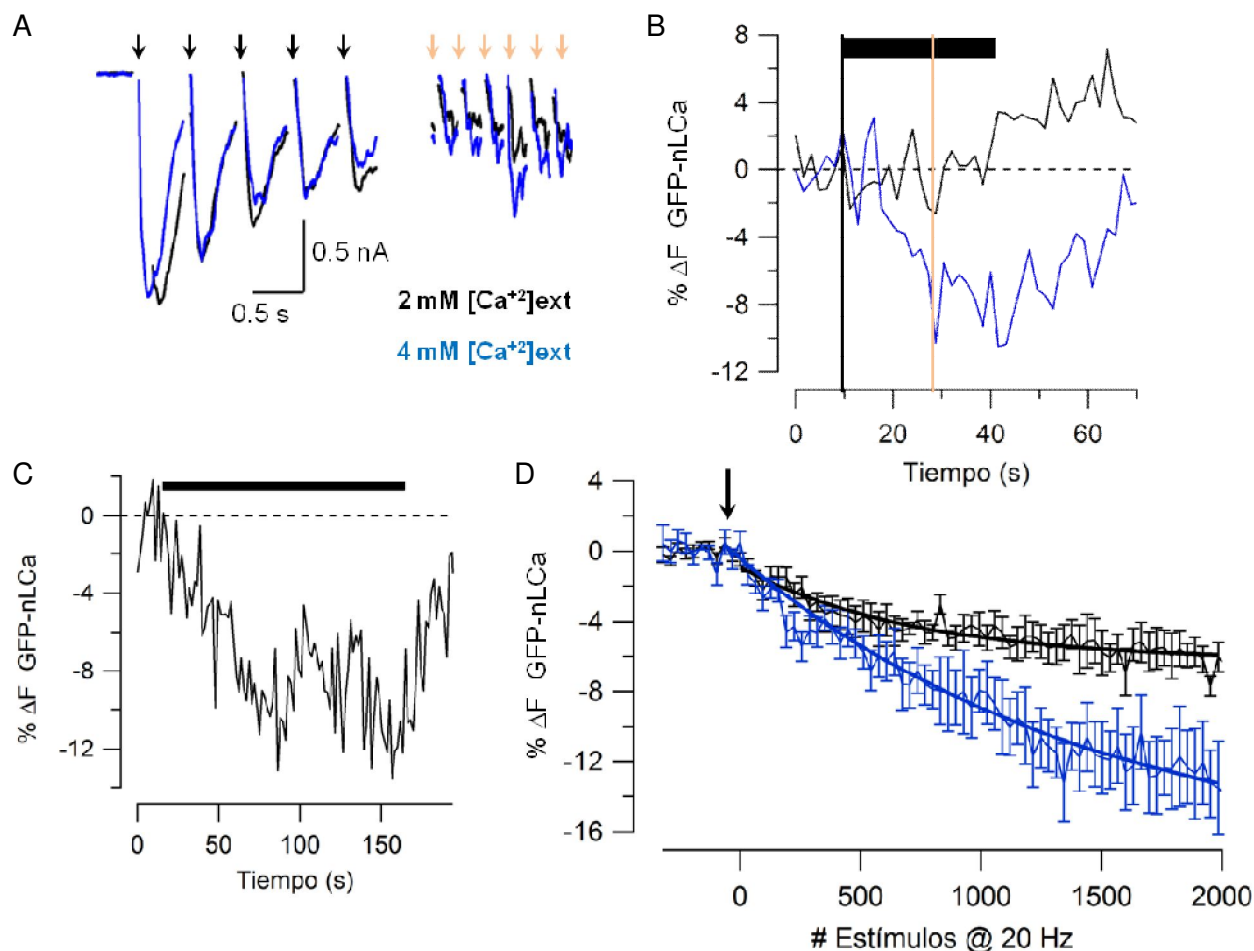 A
0.5 nA
0.5 s
2 mM [Ca⁺²]ext
4 mM [Ca⁺²]ext
B
8
4
0
-4
-8
-12
% ΔF GFP-nLCa
0 20 40 60
Tiempo (s)
C
0
-4
-8
-12
% ΔF GFP-nLCa
0 50 100 150
Tiempo (s)
D
4
0
-4
-8
-12
-16
% ΔF GFP-nLCa
0 500 1000 1500 2000
# Estímulos @ 20 Hz